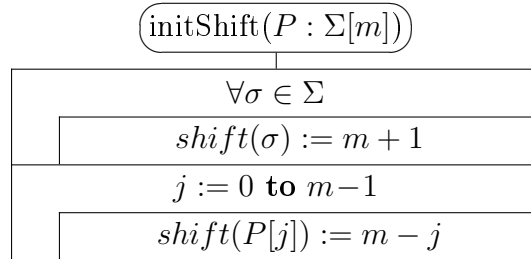 initShift(P : Σ[m])
∀σ ∈ Σ
shift(σ) := m + 1
j := 0 to m−1
shift(P[j]) := m − j